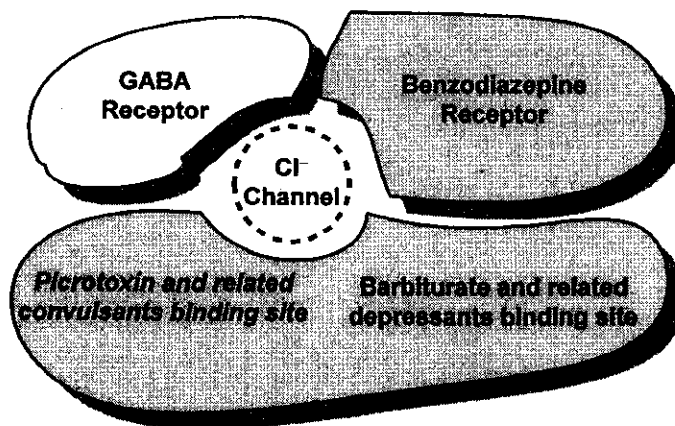 GABA
Receptor
Benzodiazepine
Receptor
Cl⁻
Channel
Picrotoxin and related
convulsants binding site
Barbiturate and related
depressants binding site